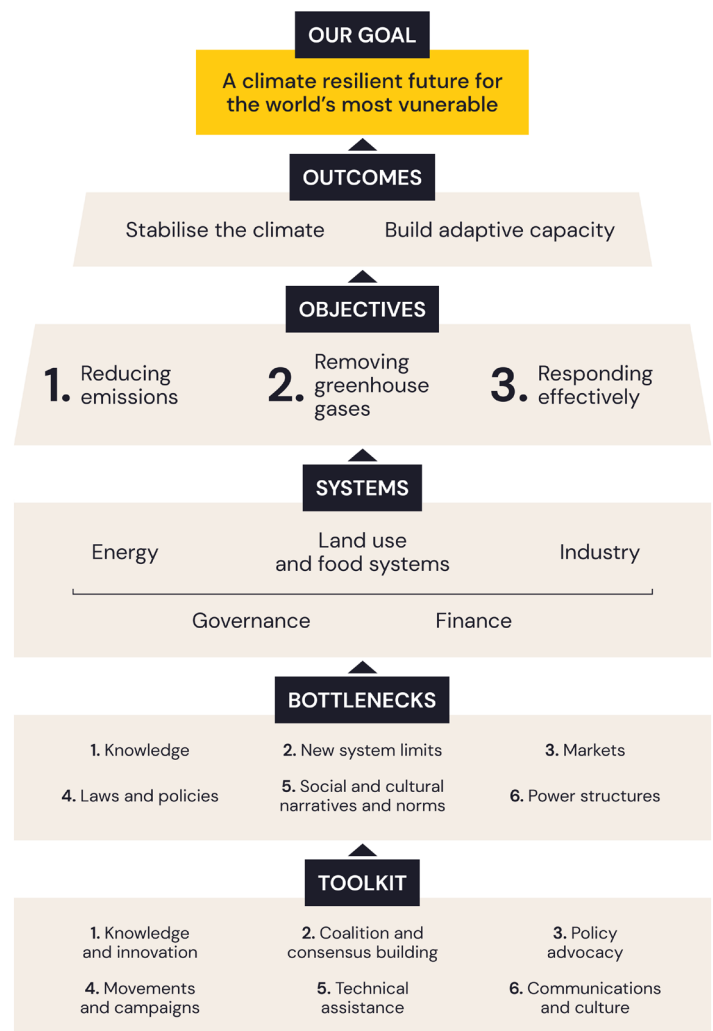 OUR GOAL
A climate resilient future for
the world's most vunerable
OUTCOMES
Stabilise the climate
Build adaptive capacity
OBJECTIVES
1. Reducing
emissions
2. Removing
greenhouse
gases
3. Responding
effectively
SYSTEMS
Energy
Land use
and food systems
Industry
Governance
Finance
BOTTLENECKS
1. Knowledge
2. New system limits
3. Markets
4. Laws and policies
5. Social and cultural
narratives and norms
6. Power structures
TOOLKIT
1. Knowledge
and innovation
2. Coalition and
consensus building
3. Policy
advocacy
4. Movements
and campaigns
5. Technical
assistance
6. Communications
and culture